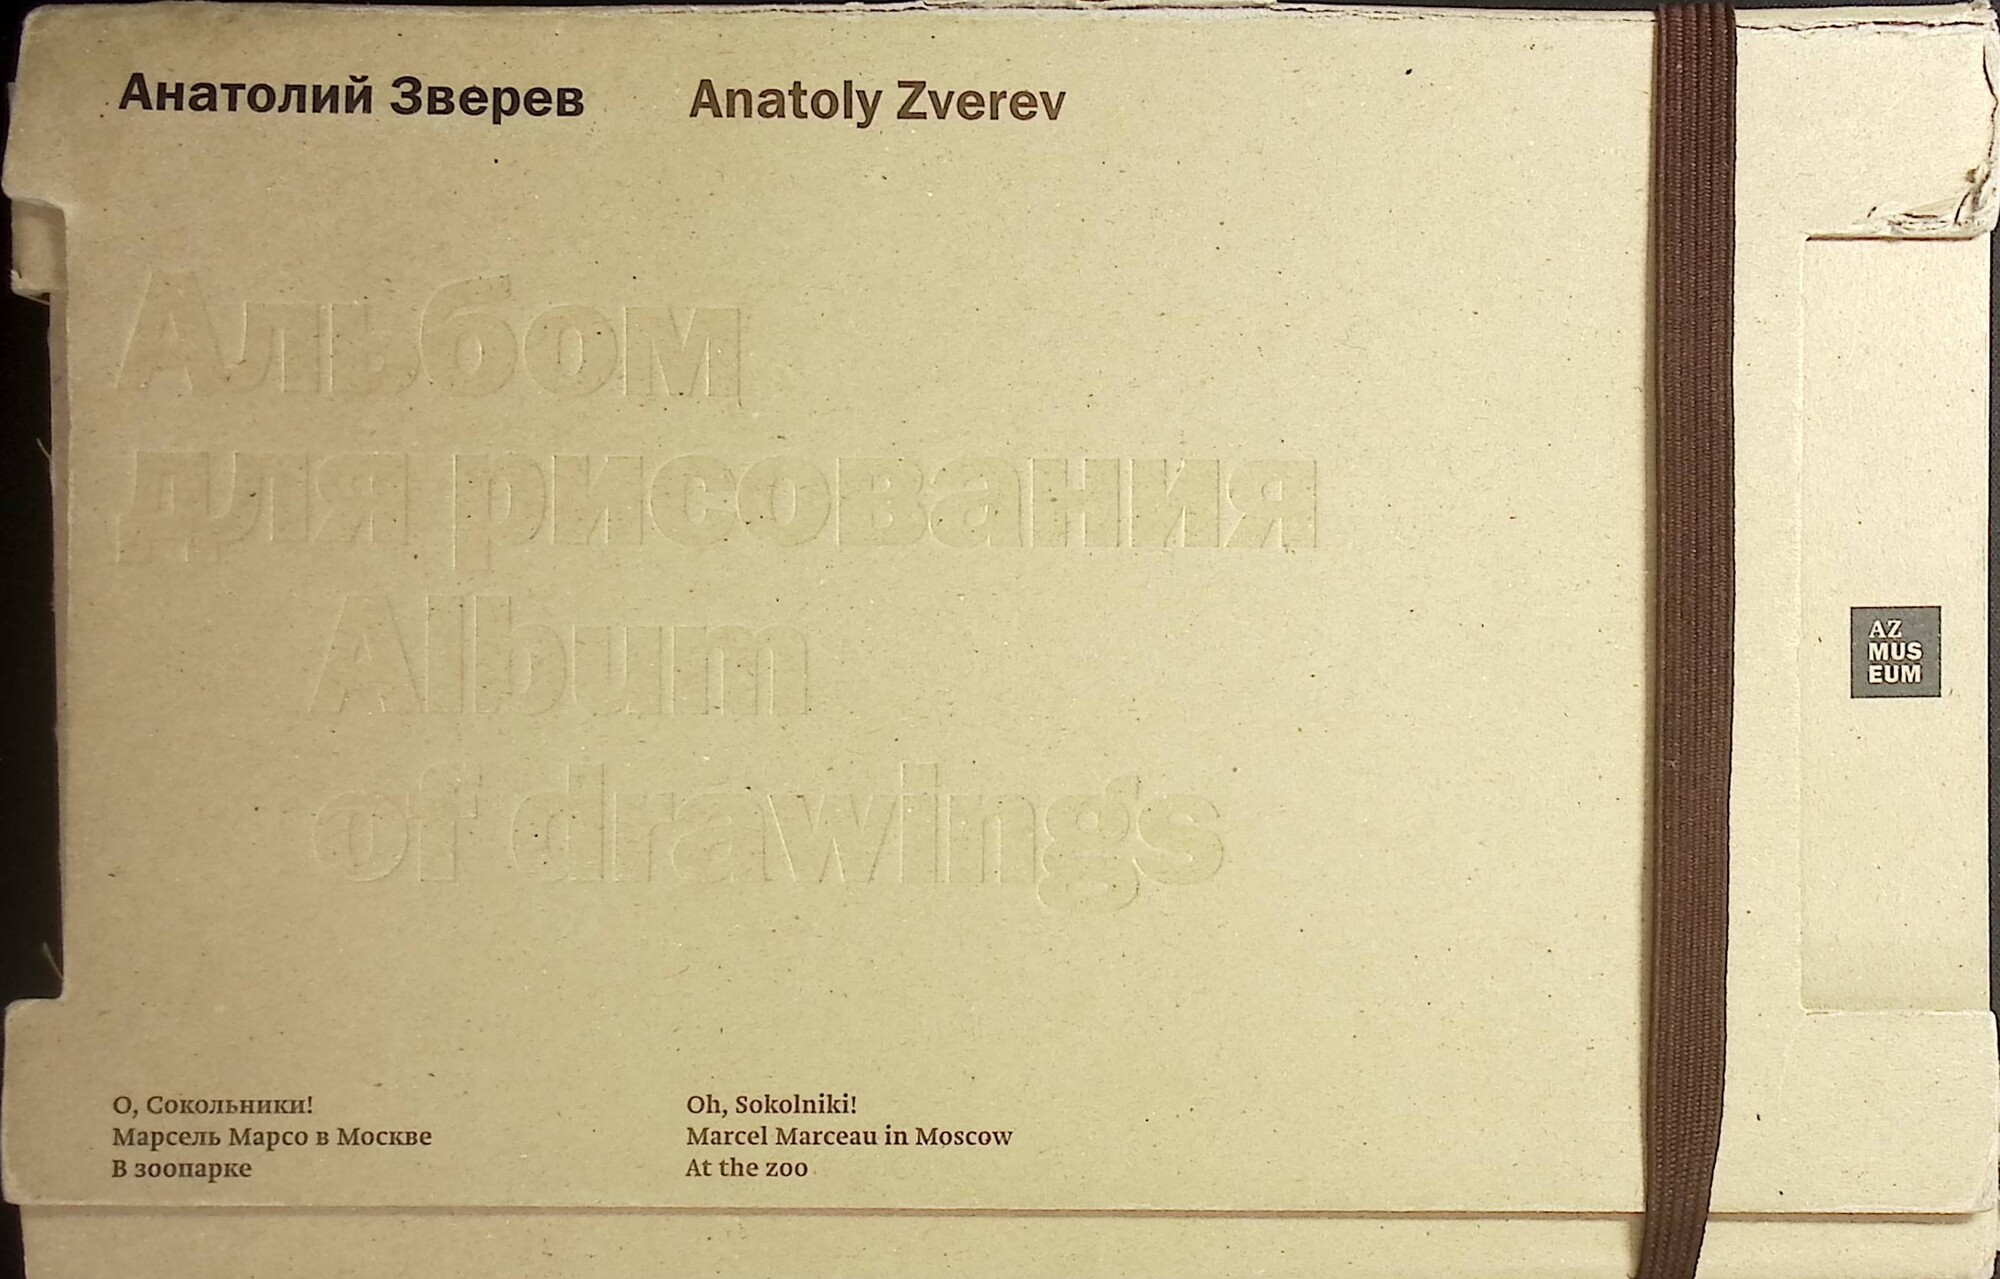 Анатолий Зверев
Anatoly Zverev
Альбом
для рисования
Album
of drawings
О, Сокольники!
Марсель Марсо в Москве
В зоопарке
Oh, Sokolniki!
Marcel Marceau in Moscow
At the zoo
AZ
MUS
EUM